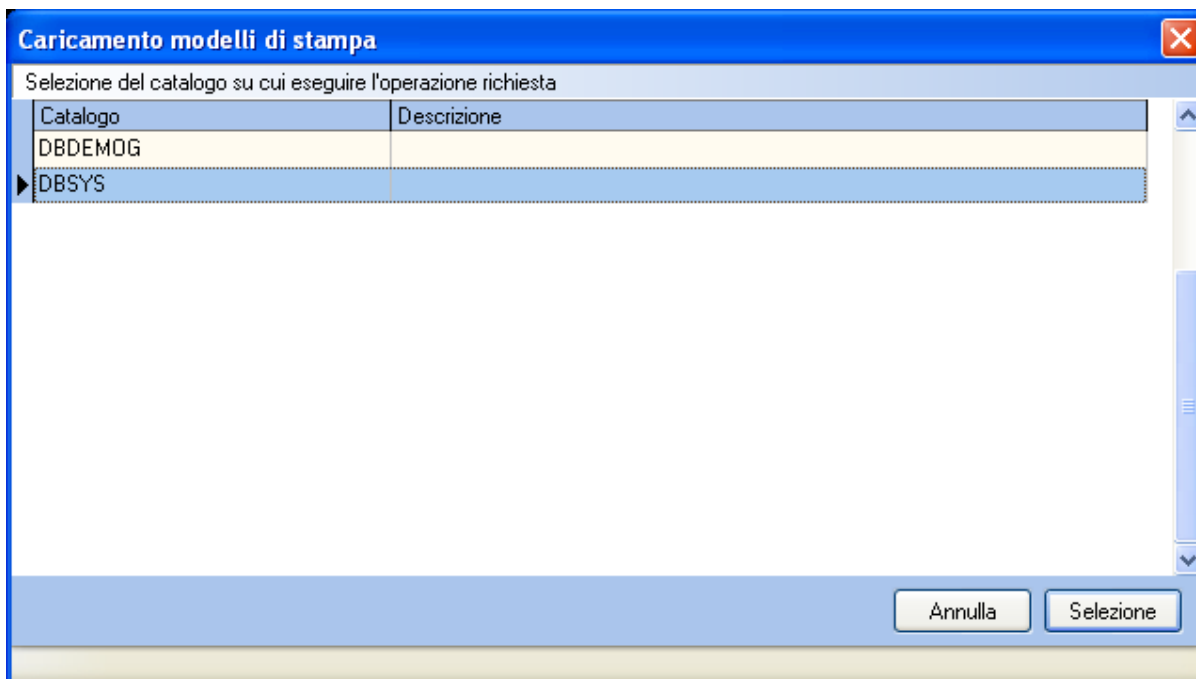 Caricamento modelli di stampa
Selezione del catalogo su cui eseguire l'operazione richiesta
Catalogo Descrizione
DBDEMOG
DBSYS
Annulla Selezione